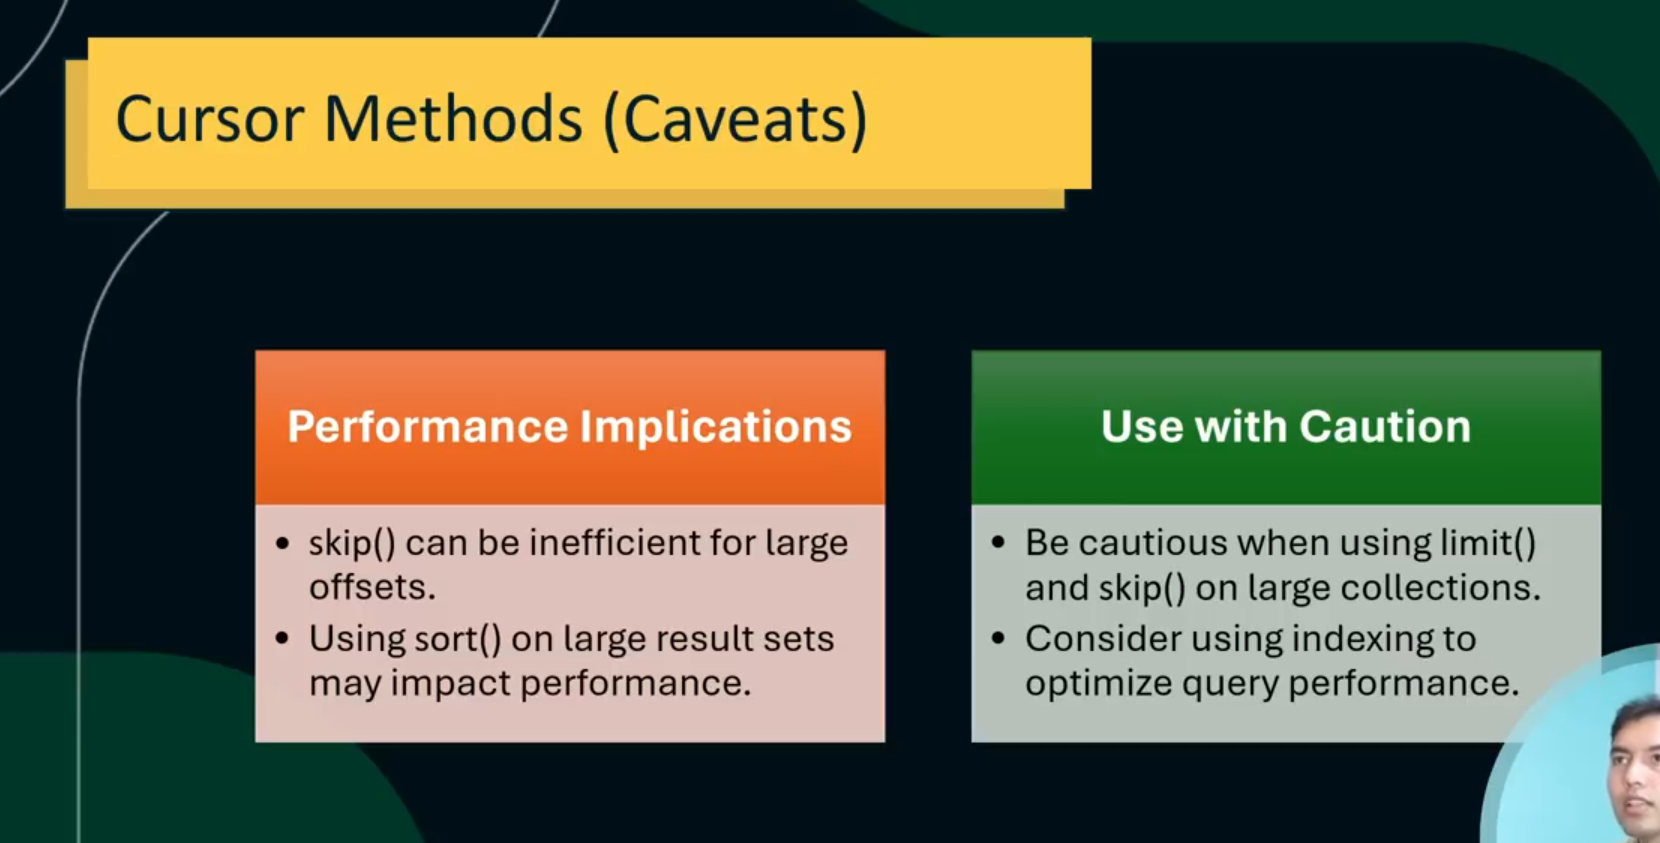 Cursor Methods (Caveats)
Performance Implications
• skip() can be inefficient for large
offsets.
• Using sort() on large result sets
may impact performance.
Use with Caution
• Be cautious when using limit()
and skip() on large collections.
• Consider using indexing to
optimize query performance.